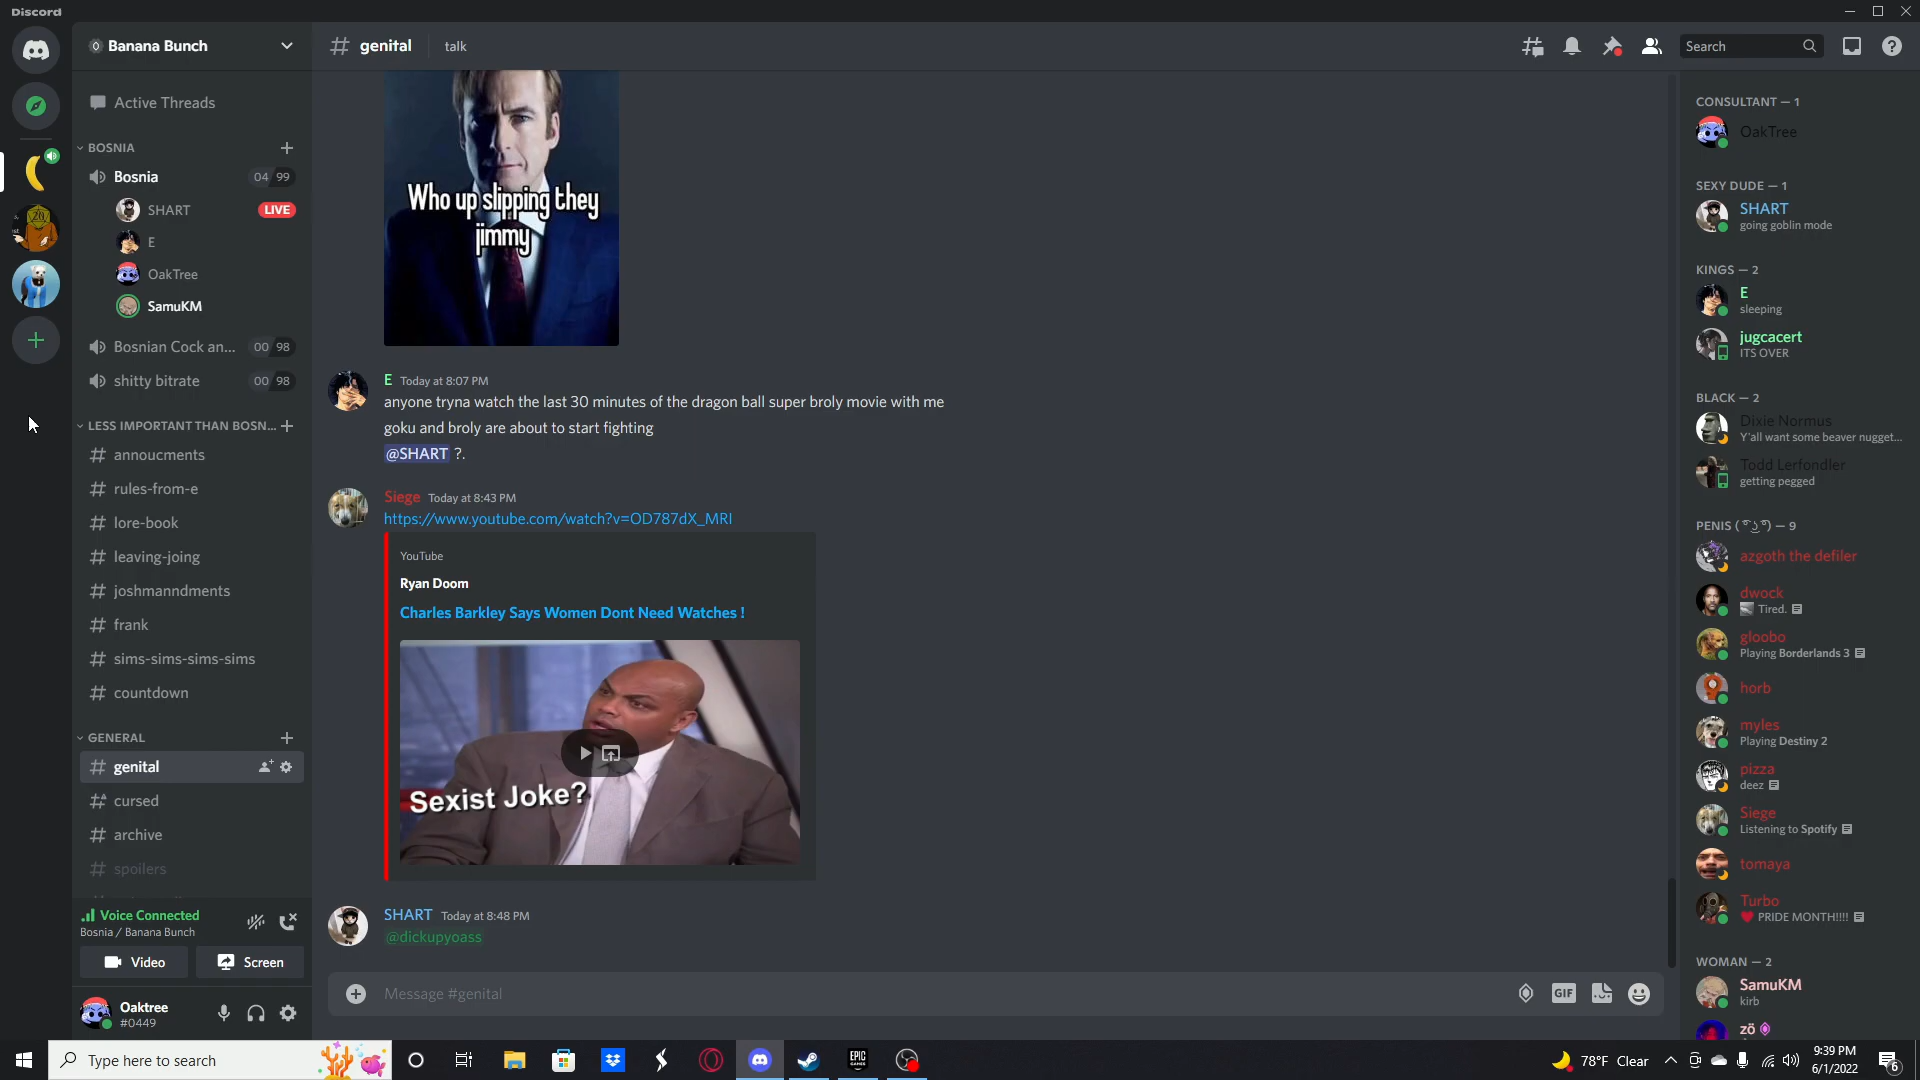 Discord
Banana Bunch
genital
talk
Search
Active Threads
BOSNIA
Bosnia
04 99
SHART
LIVE
E
OakTree
SamuKM
Bosnian Cock an...
00 98
shitty bitrate
00 98
LESS IMPORTANT THAN BOSN...
annoucments
rules-from-e
lore-book
leaving-joing
joshmanndments
frank
sims-sims-sims-sims
countdown
GENERAL
genital
cursed
archive
spoilers
Voice Connected
Bosnia / Banana Bunch
Video
Screen
Oaktree
#0449
Who up slipping they
jimmy
E Today at 8:07 PM
anyone tryna watch the last 30 minutes of the dragon ball super broly movie with me
goku and broly are about to start fighting
@SHART ?.
Siege Today at 8:43 PM
https://www.youtube.com/watch?v=OD787dX_MRI
YouTube
Ryan Doom
Charles Barkley Says Women Dont Need Watches !
Sexist Joke?
SHART Today at 8:48 PM
@dickupyoass
Message #genital
GIF
CONSULTANT — 1
OakTree
SEXY DUDE — 1
SHART
going goblin mode
KINGS — 2
E
sleeping
jugcacert
ITS OVER
BLACK — 2
Dixie Normus
Y'all want some beaver nugget...
Todd Lerfondler
getting pegged
PENIS ( ͡° ͜ʖ ͡°) — 9
azgoth the defiler
dwock
Tired.
gloobo
Playing Borderlands 3
horb
myles
Playing Destiny 2
pizza
deez
Siege
Listening to Spotify
tomaya
Turbo
PRIDE MONTH!!!!
WOMAN — 2
SamuKM
kirb
zö
Type here to search
EPIC
GAMES
78°F Clear
9:39 PM
6/1/2022
6